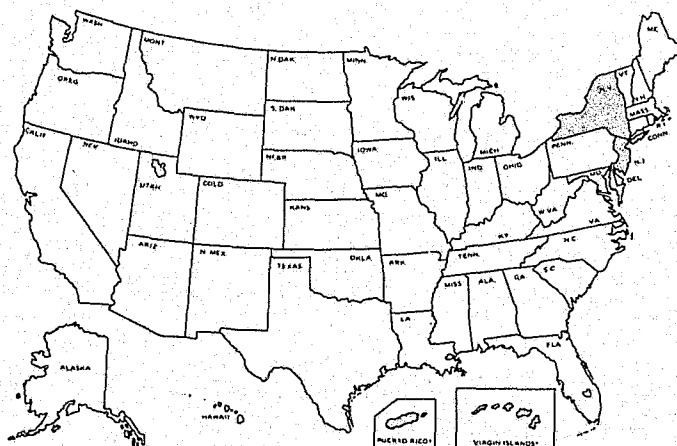 WASH
MONT
N.DAK
MINN
ME
OREG
S. DAK
WIS
N.Y.
VT
N.H.
MASS
R.I.
CONN
WYO
IDAHO
CALIF
NEV
UTAH
COLO
NEBR
IOWA
ILL
IND
MICH
OHIO
PENN.
N.J.
MD
DEL
W.VA
VA
KANS
MO.
KY
ARIZ
N MEX
TEXAS
OKLA
ARK
TENN.
N.C.
S.C
MISS
ALA.
GA.
LA
FLA
ALASKA
HAWAII
PUERTO RICO
VIRGIN ISLANDS